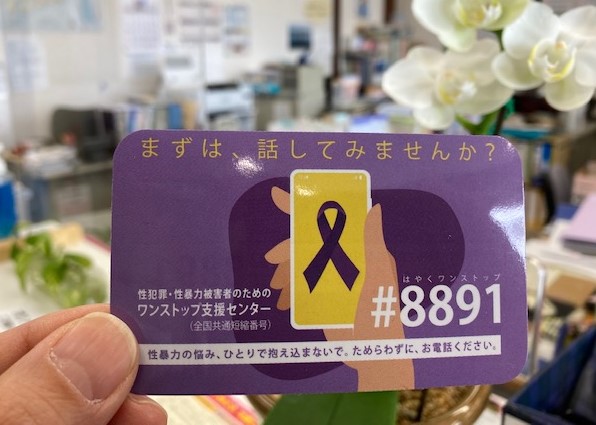 まずは、話してみませんか？
性犯罪・性暴力被害者のための
ワンストップ支援センター
（全国共通短縮番号）
はやくワンストップ
#8891
性暴力の悩み、ひとりで抱え込まないで。ためらわずに、お電話ください。